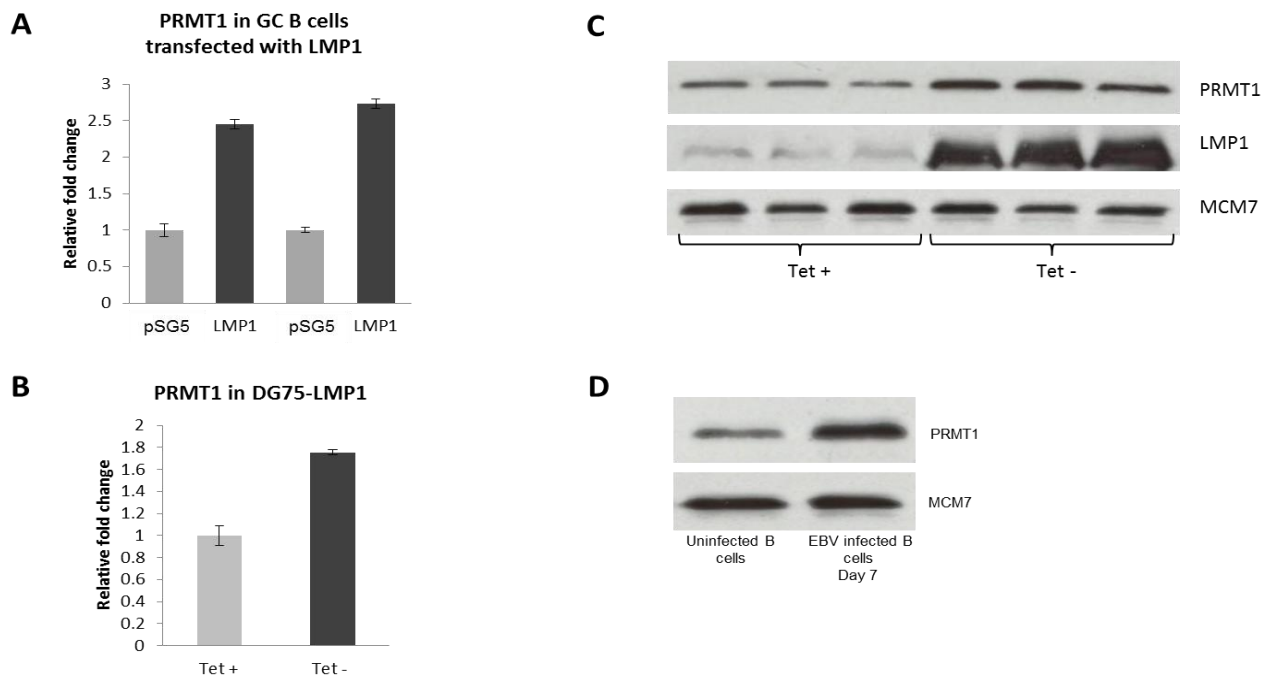 A
PRMT1 in GC B cells
transfected with LMP1
Relative fold change
3
2.5
2
1.5
1
0.5
0
pSG5 LMP1 pSG5 LMP1
B
PRMT1 in DG75-LMP1
Relative fold change
2
1.8
1.6
1.4
1.2
1
0.8
0.6
0.4
0.2
0
Tet + Tet -
C
PRMT1
LMP1
MCM7
Tet + Tet -
D
PRMT1
MCM7
Uninfected B
cells
EBV infected B
cells
Day 7